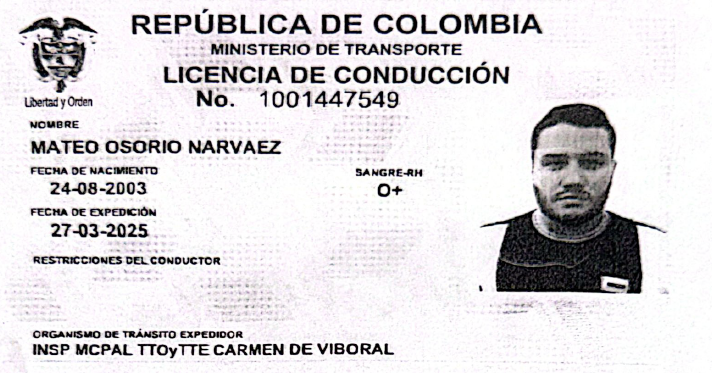 REPÚBLICA DE COLOMBIA
MINISTERIO DE TRANSPORTE
LICENCIA DE CONDUCCIÓN
Libertad y Orden
No. 1001447549
NOMBRE
MATEO OSORIO NARVAEZ
FECHA DE NACIMIENTO
24-08-2003
SANGRE-RH
O+
FECHA DE EXPEDICIÓN
27-03-2025
RESTRICCIONES DEL CONDUCTOR
ORGANISMO DE TRÁNSITO EXPEDIDOR
INSP MCPAL TTOyTTE CARMEN DE VIBORAL